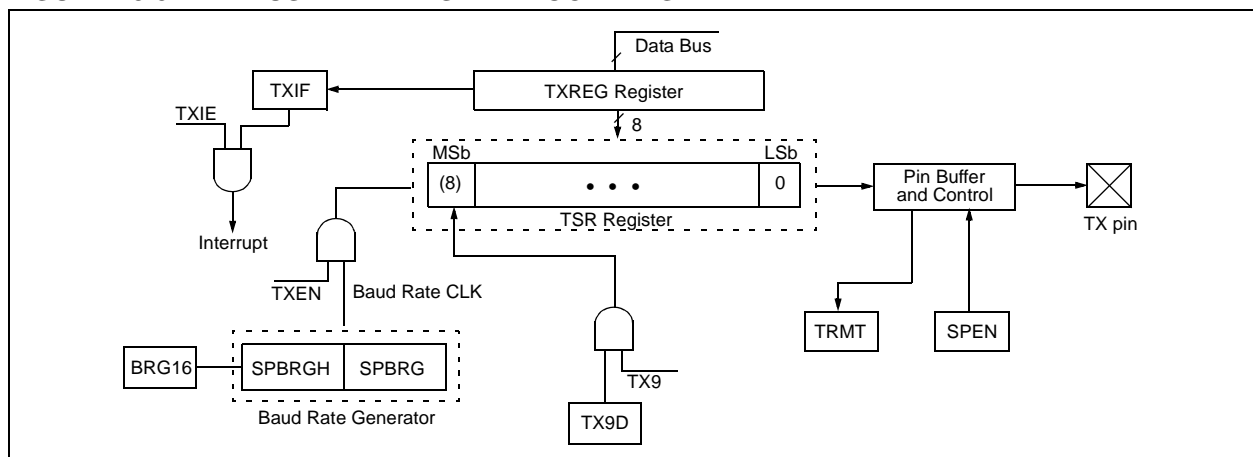 Data Bus
TXIF
TXREG Register
TXIE
8
MSb
LSb
(8)
• • •
0
Pin Buffer
and Control
TSR Register
TX pin
Interrupt
TXEN
Baud Rate CLK
TRMT
SPEN
BRG16
SPBRGH
SPBRG
TX9
Baud Rate Generator
TX9D